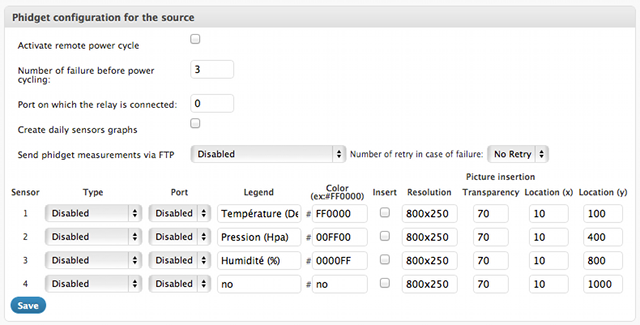 Phidget configuration for the source
Activate remote power cycle
Number of failure before power
cycling: 3
Port on which the relay is connected: 0
Create daily sensors graphs
Send phidget measurements via FTP Disabled Number of retry in case of failure: No Retry
Picture insertion
Sensor Type Port Legend Color
(ex:#FF0000) Insert Resolution Transparency Location (x) Location (y)
1 Disabled Disabled Température (De # FF0000 800x250 70 10 100
2 Disabled Disabled Pression (Hpa) # 00FF00 800x250 70 10 400
3 Disabled Disabled Humidité (%) # 0000FF 800x250 70 10 800
4 Disabled Disabled no # no 800x250 70 10 1000
Save